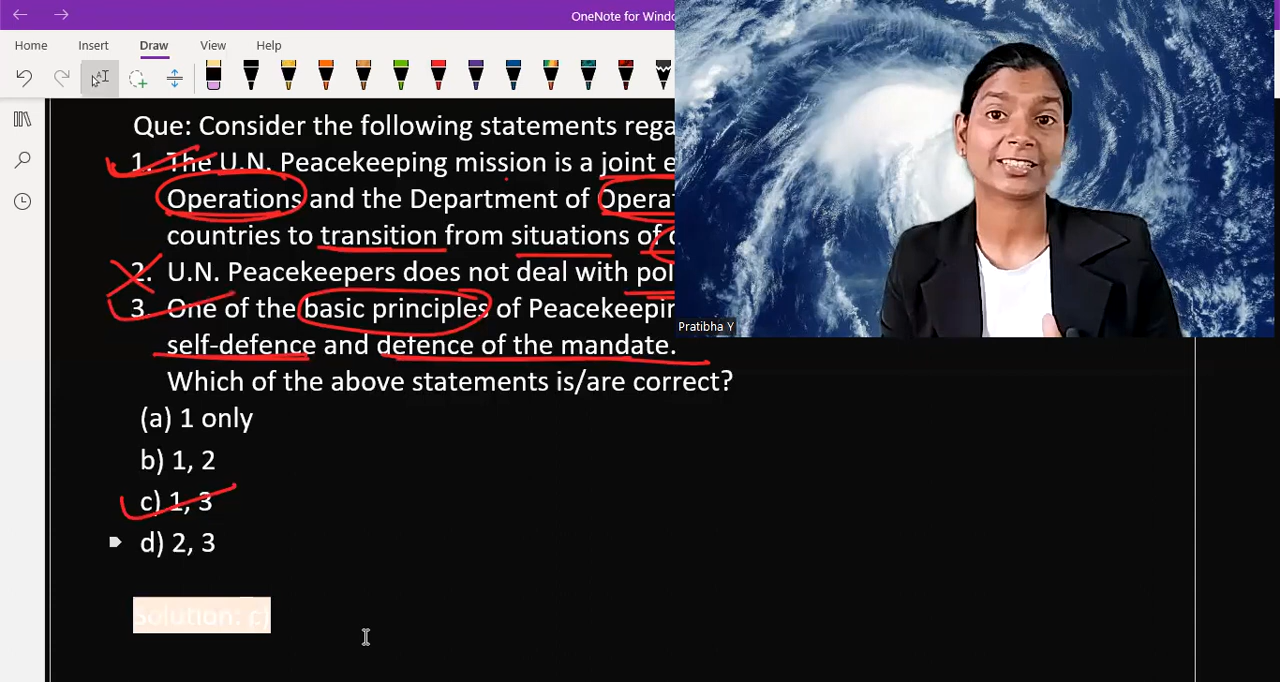 OneNote for Windo
Home Insert Draw View Help
Que: Consider the following statements rega
1. The U.N. Peacekeeping mission is a joint e
Operations and the Department of Operat
countries to transition from situations of
2. U.N. Peacekeepers does not deal with pol
3. One of the basic principles of Peacekeepin
self-defence and defence of the mandate.
Which of the above statements is/are correct?
(a) 1 only
b) 1, 2
c) 1, 3
d) 2, 3
Solution: c)
Pratibha Y